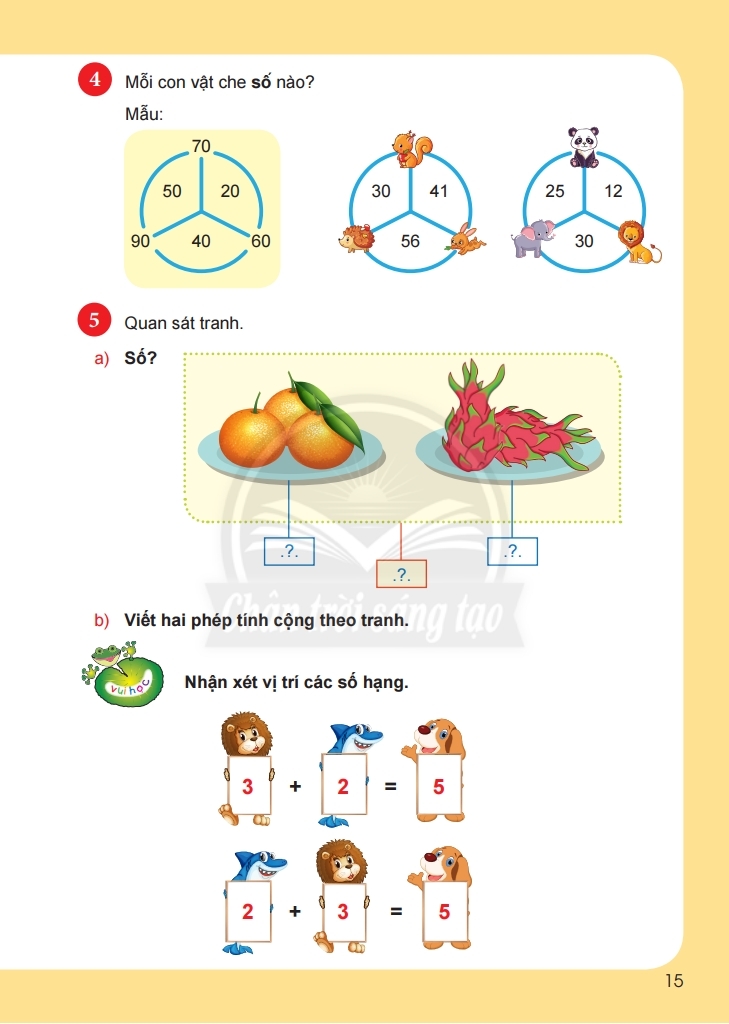 4 Mỗi con vật che số nào?
Mẫu:
70
50 20
90 40 60
30 41
56
25 12
30
5 Quan sát tranh.
a) Số?
.?. .?.
.?.
Chân trời sáng tạo
b) Viết hai phép tính cộng theo tranh.
vui học
Nhận xét vị trí các số hạng.
3 + 2 = 5
2 + 3 = 5
15